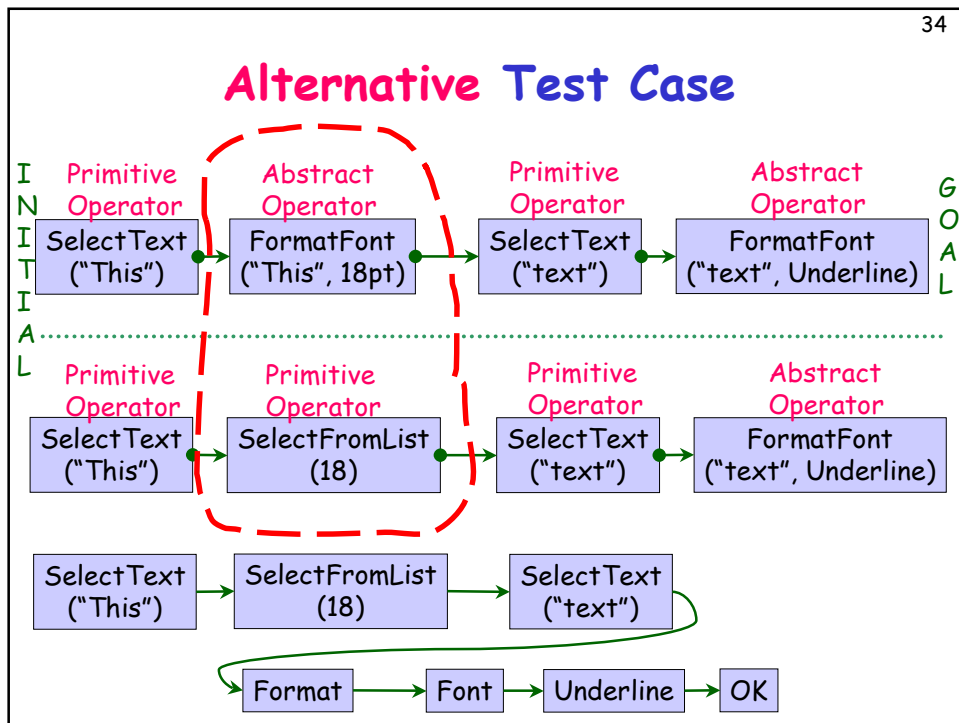 34
Alternative Test Case
INITIAL
GOAL
Primitive
Operator
Abstract
Operator
Primitive
Operator
Abstract
Operator
SelectText
(“This”)
FormatFont
(“This”, 18pt)
SelectText
(“text”)
FormatFont
(“text”, Underline)
Primitive
Operator
Primitive
Operator
Primitive
Operator
Abstract
Operator
SelectText
(“This”)
SelectFromList
(18)
SelectText
(“text”)
FormatFont
(“text”, Underline)
SelectText
(“This”)
SelectFromList
(18)
SelectText
(“text”)
Format
Font
Underline
OK